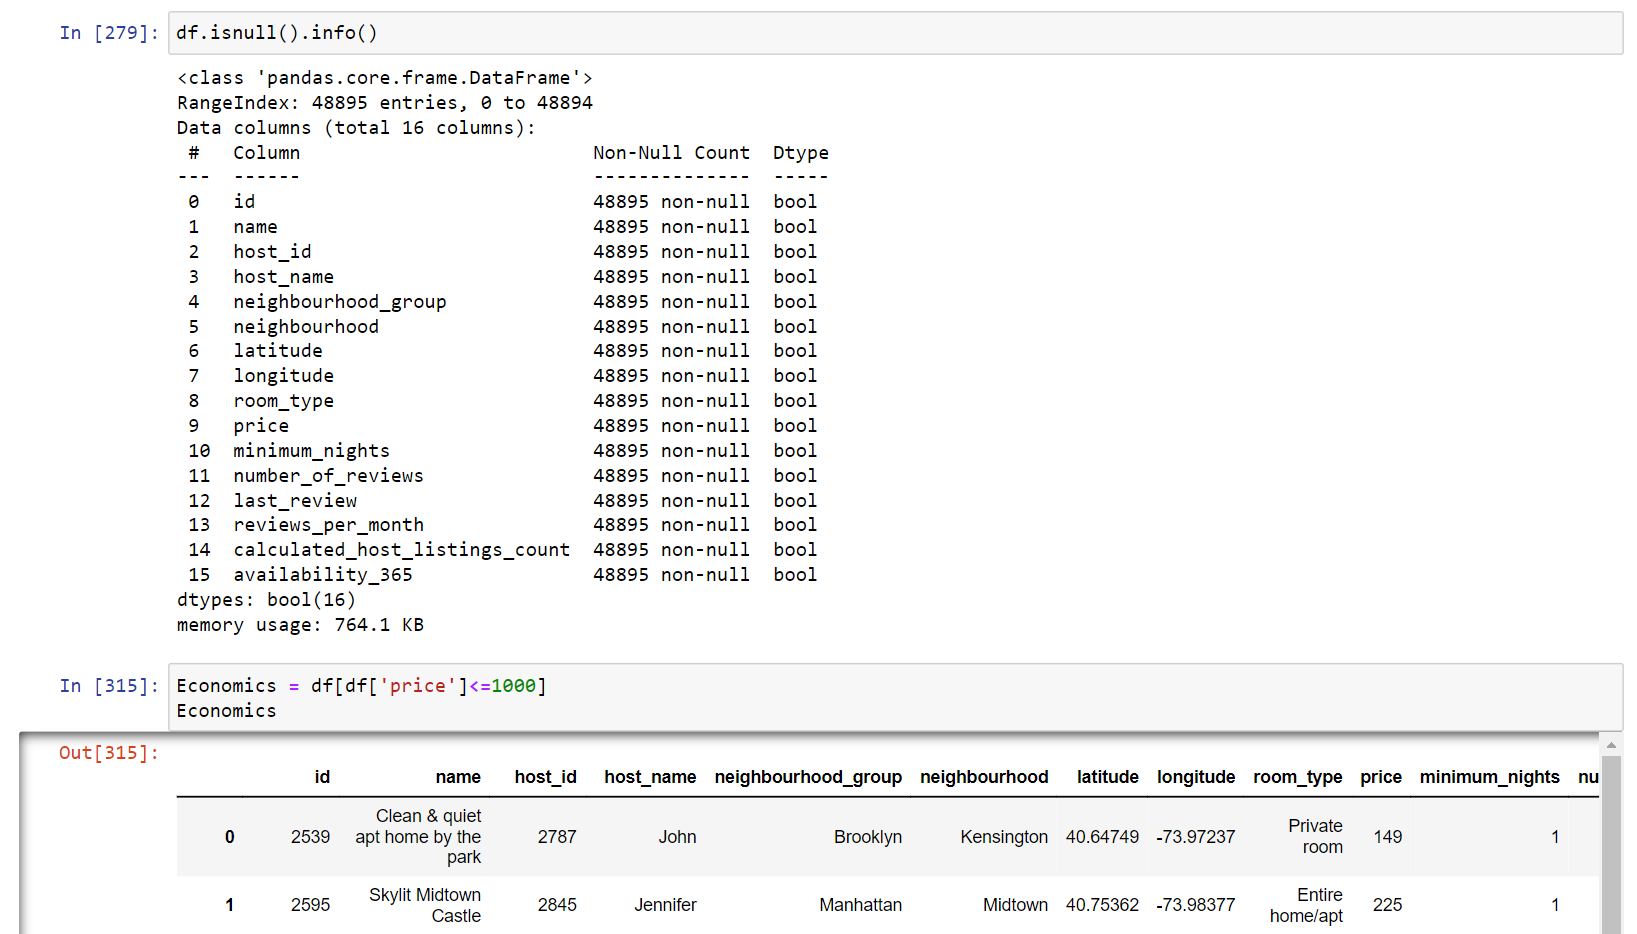 In [279]: df.isnull().info()
<class 'pandas.core.frame.DataFrame'>
RangeIndex: 48895 entries, 0 to 48894
Data columns (total 16 columns):
 #   Column                          Non-Null Count  Dtype
---  ------                          --------------  -----
 0   id                              48895 non-null  bool
 1   name                            48895 non-null  bool
 2   host_id                         48895 non-null  bool
 3   host_name                       48895 non-null  bool
 4   neighbourhood_group             48895 non-null  bool
 5   neighbourhood                   48895 non-null  bool
 6   latitude                        48895 non-null  bool
 7   longitude                       48895 non-null  bool
 8   room_type                       48895 non-null  bool
 9   price                           48895 non-null  bool
 10  minimum_nights                  48895 non-null  bool
 11  number_of_reviews               48895 non-null  bool
 12  last_review                     48895 non-null  bool
 13  reviews_per_month               48895 non-null  bool
 14  calculated_host_listings_count  48895 non-null  bool
 15  availability_365                48895 non-null  bool
dtypes: bool(16)
memory usage: 764.1 KB
In [315]: Economics = df[df['price']<=1000]
Economics
Out[315]:
id name host_id host_name neighbourhood_group neighbourhood latitude longitude room_type price minimum_nights nu
0 2539 Clean & quiet apt home by the park 2787 John Brooklyn Kensington 40.64749 -73.97237 Private room 149 1
1 2595 Skylit Midtown Castle 2845 Jennifer Manhattan Midtown 40.75362 -73.98377 Entire home/apt 225 1